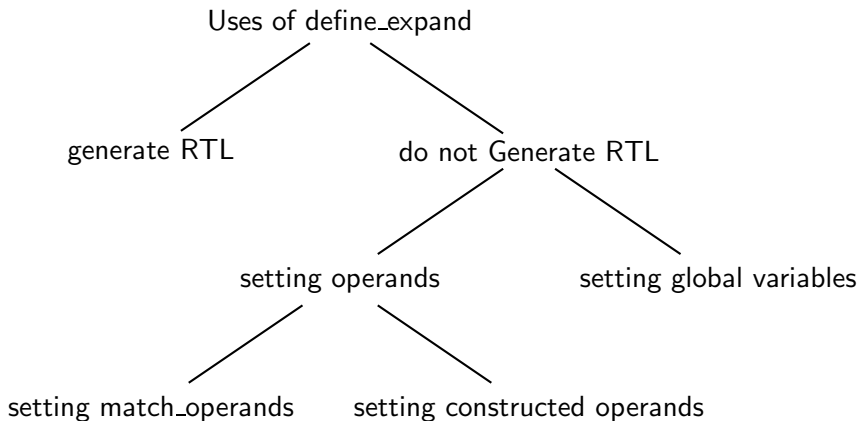 Uses of define_expand
generate RTL
do not Generate RTL
setting operands
setting global variables
setting match_operands
setting constructed operands